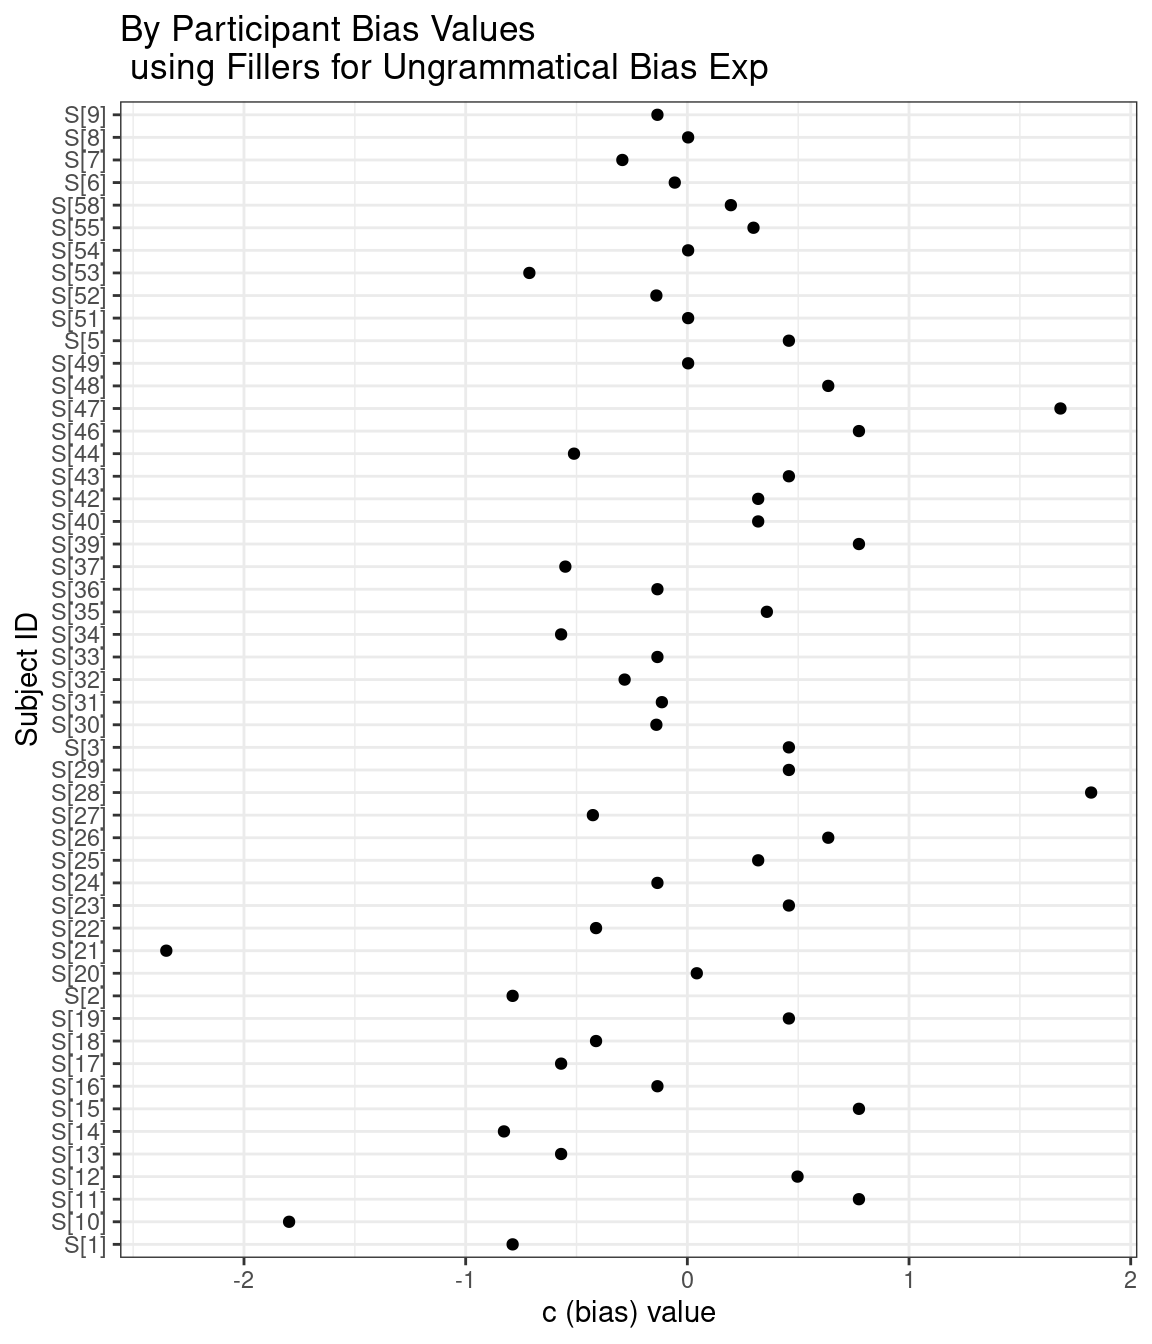 By Participant Bias Values
using Fillers for Ungrammatical Bias Exp
S[9]
S[8]
S[7]
S[6]
S[58]
S[55]
S[54]
S[53]
S[52]
S[51]
S[5]
S[49]
S[48]
S[47]
S[46]
S[44]
S[43]
S[42]
S[40]
S[39]
S[37]
S[36]
S[35]
S[34]
S[33]
S[32]
S[31]
S[30]
S[3]
S[29]
S[28]
S[27]
S[26]
S[25]
S[24]
S[23]
S[22]
S[21]
S[20]
S[2]
S[19]
S[18]
S[17]
S[16]
S[15]
S[14]
S[13]
S[12]
S[11]
S[10]
S[1]
Subject ID
-2 -1 0 1 2
c (bias) value